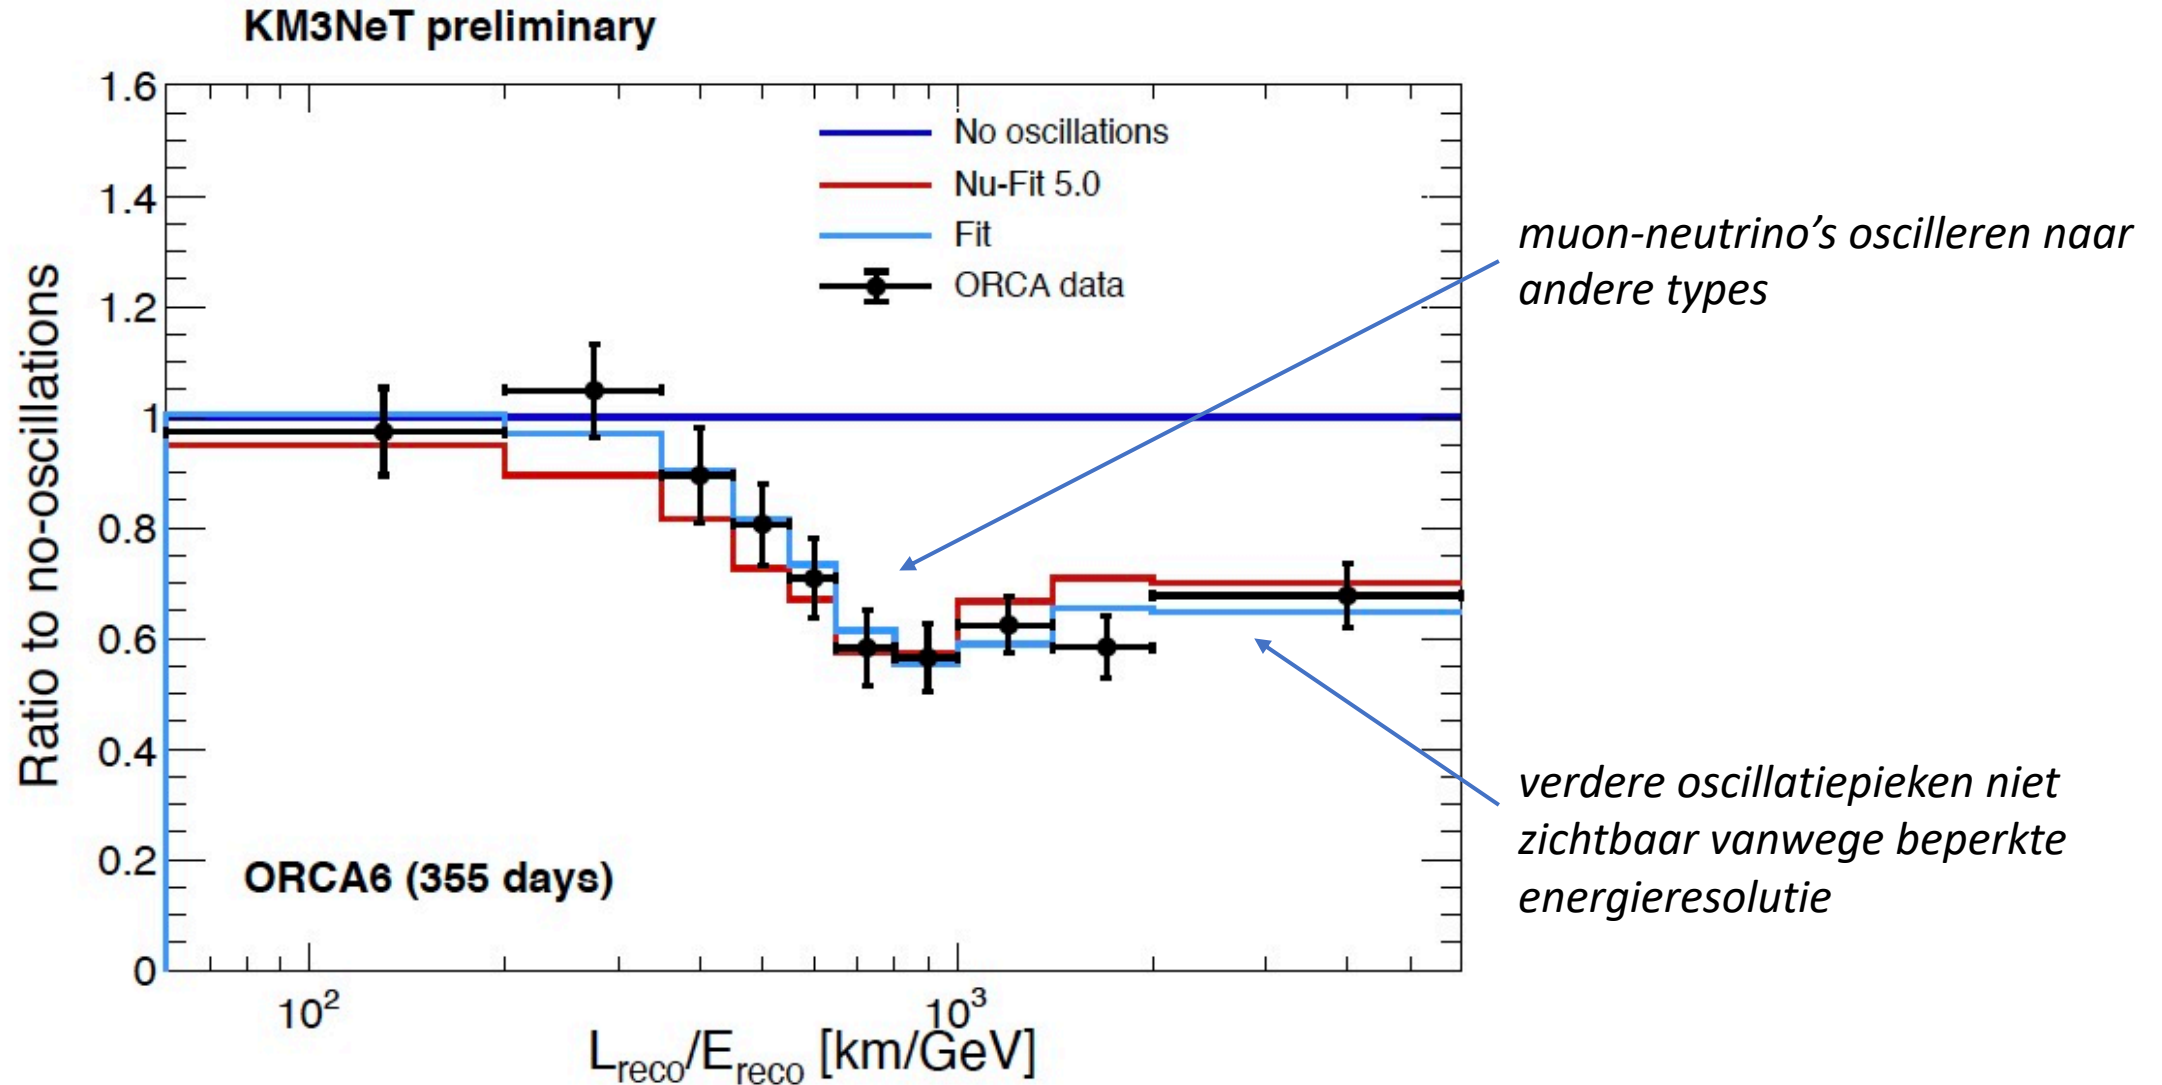 KM3NeT preliminary
1.6
1.4
1.2
1
0.8
0.6
0.4
0.2
0
Ratio to no-oscillations
No oscillations
Nu-Fit 5.0
Fit
ORCA data
muon-neutrino’s oscilleren naar
andere types
verdere oscillatiepieken niet
zichtbaar vanwege beperkte
energieresolutie
ORCA6 (355 days)
10²
10³
Lreco/Ereco [km/GeV]